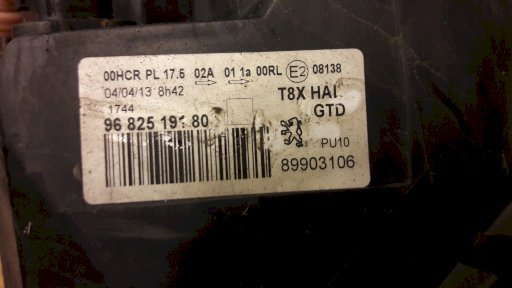 00HCR PL 17.5 02A 01 1a 00RL E2 08138
04/04/13 8h42
1744
T8X HAL
GTD
96 825 191 80
PU10
89903106